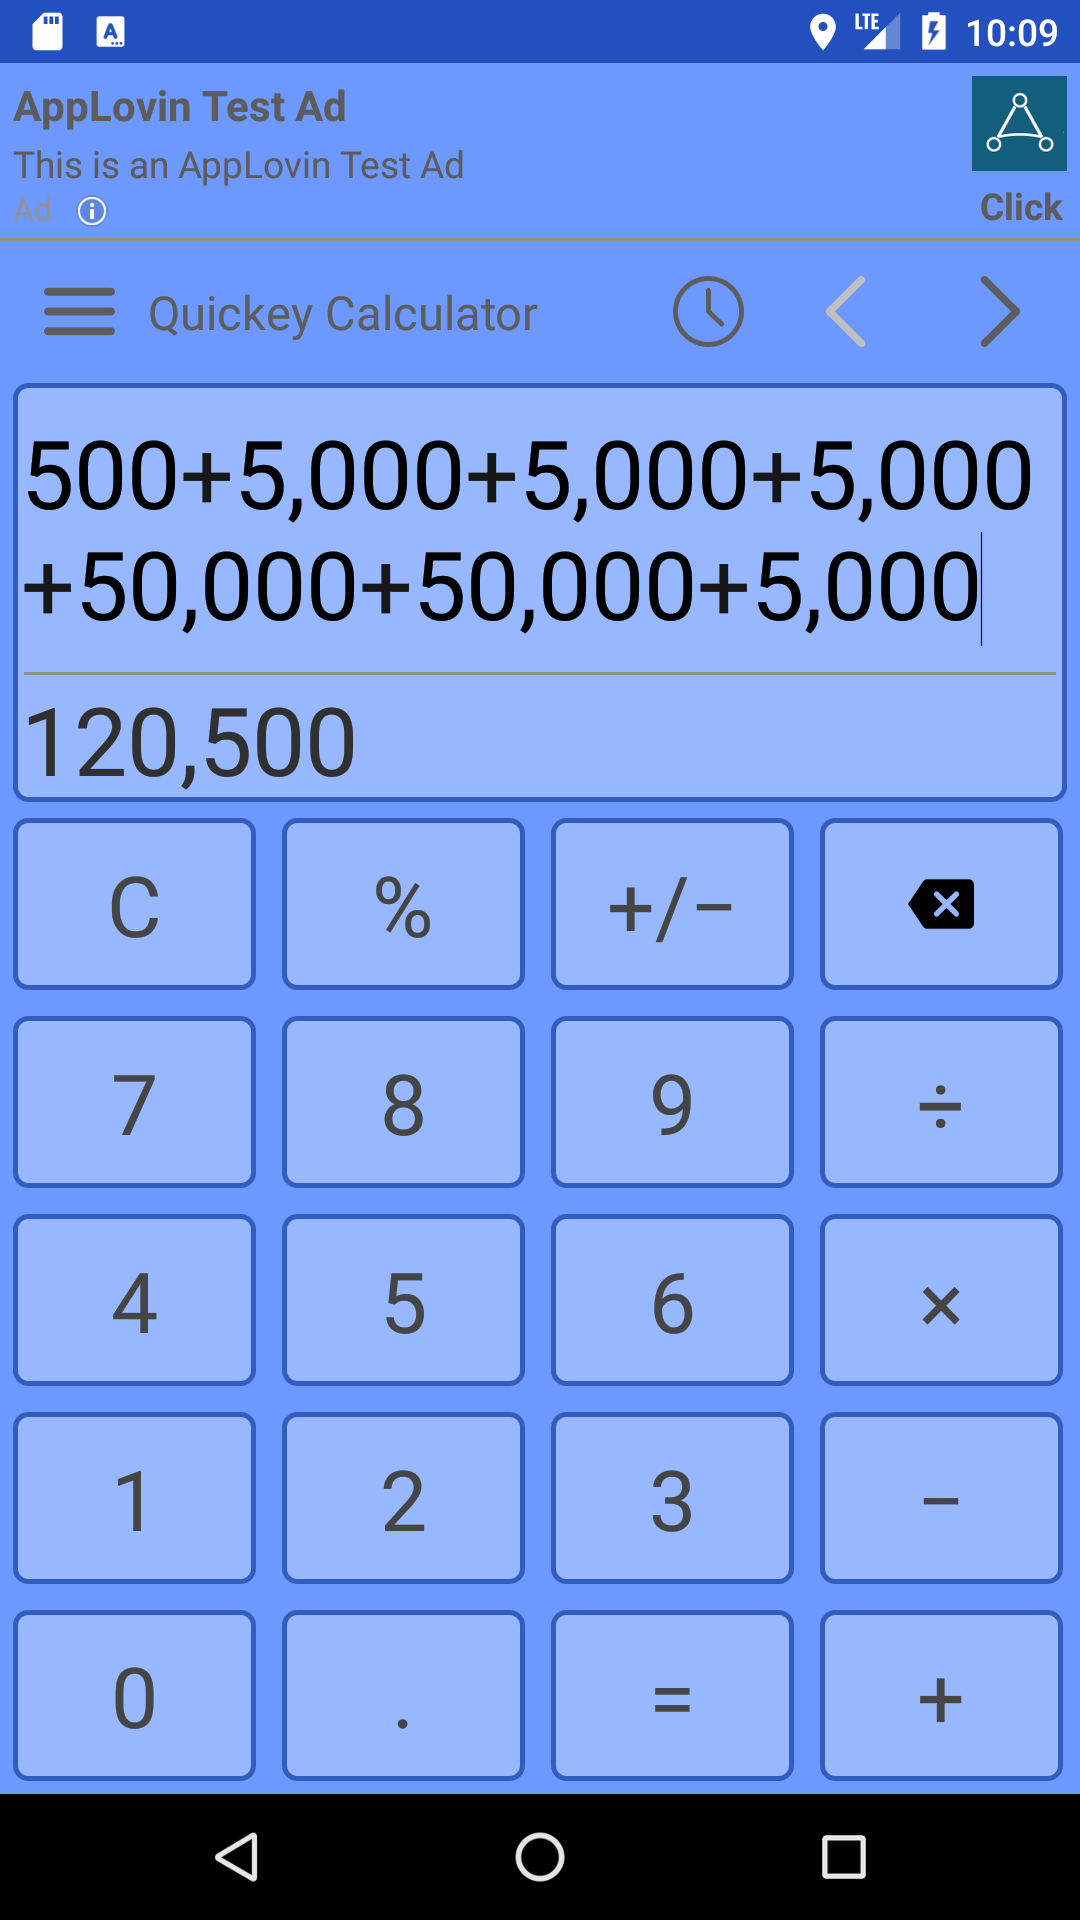 10:09
LTE
A
AppLovin Test Ad
This is an AppLovin Test Ad
Ad
Click
Quickey Calculator
500+5,000+5,000+5,000
+50,000+50,000+5,000
120,500
C % +/−
7 8 9 ÷
4 5 6 ×
1 2 3 −
0 . = +